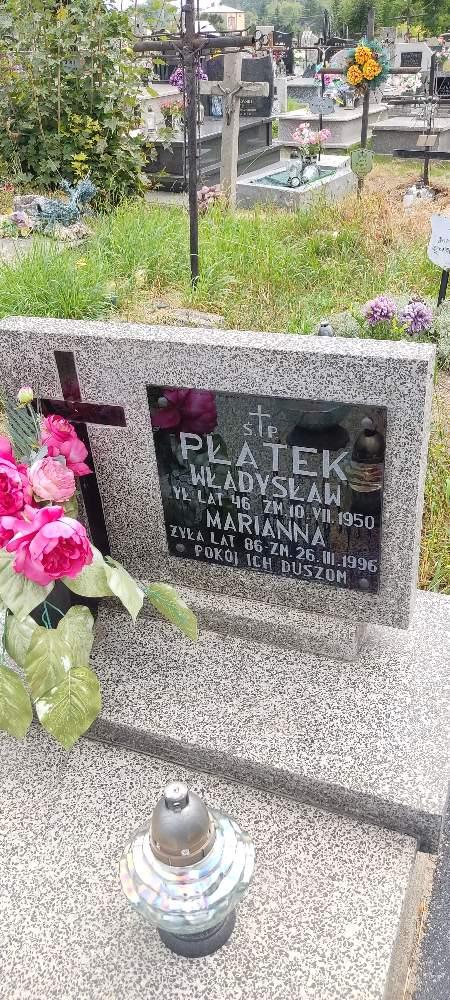 Ś P
PŁATEK
WŁADYSŁAW
LAT 46 ZM. 10. VII. 1950
MARIANNA
ŻYŁA LAT 86 ZM. 26. III. 1996
POKÓJ ICH DUSZOM